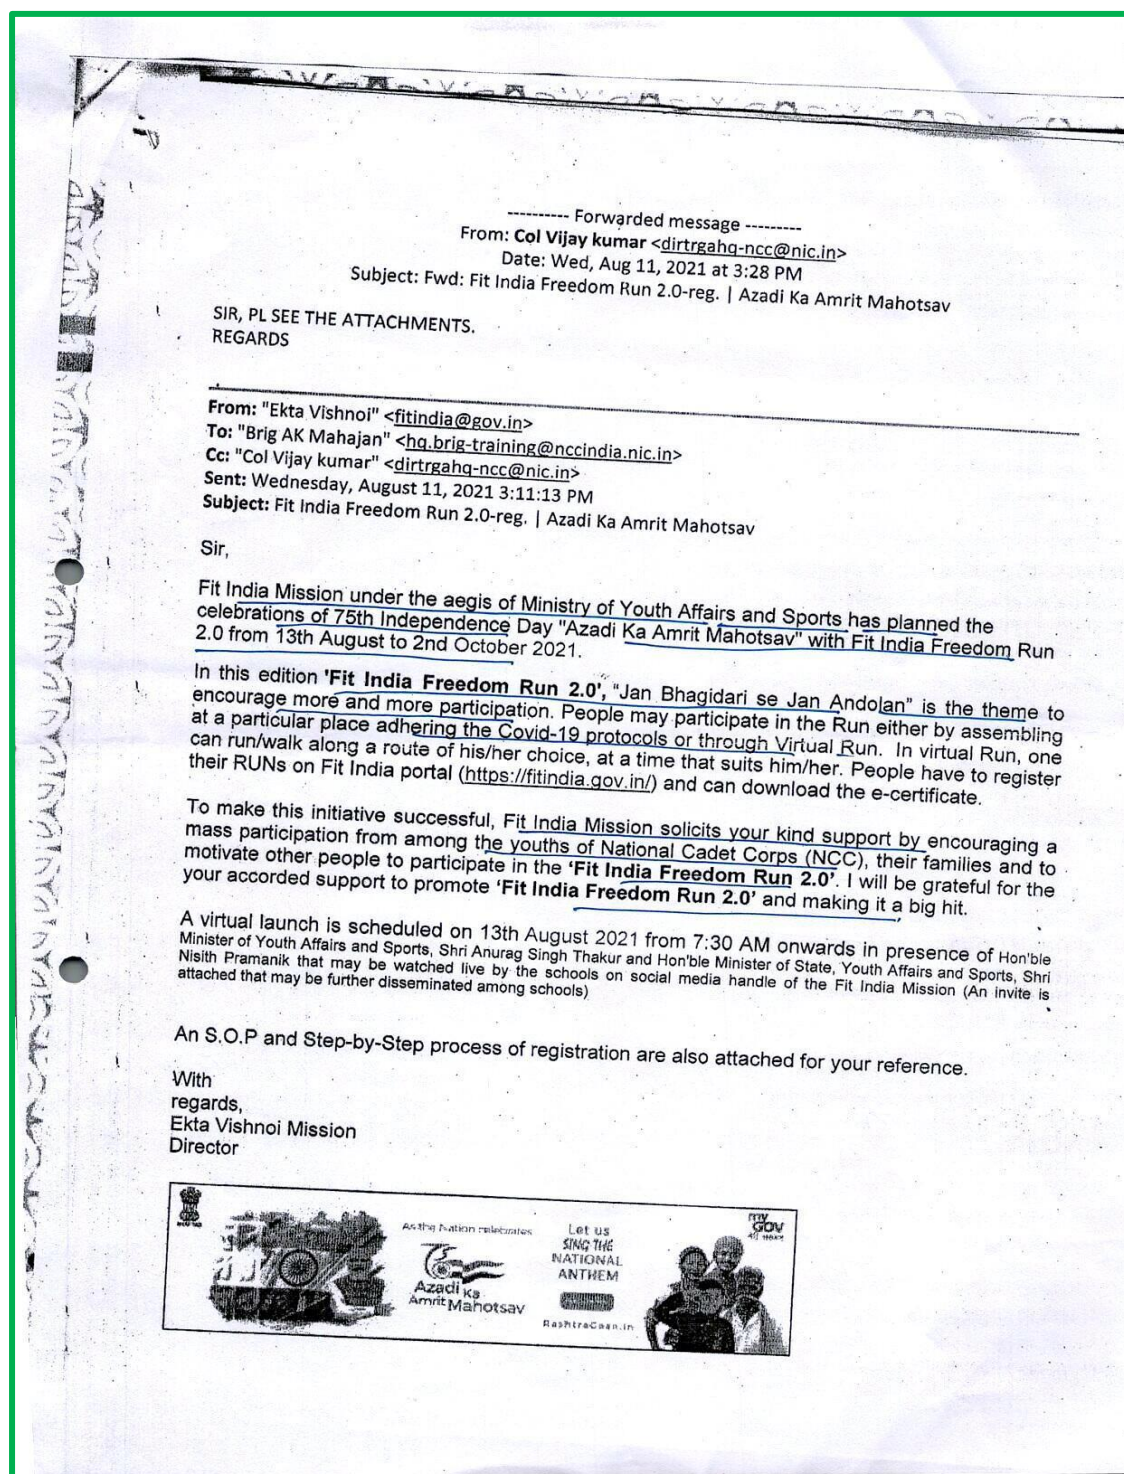 ---------- Forwarded message ---------
From: Col Vijay kumar <dirtrgahq-ncc@nic.in>
Date: Wed, Aug 11, 2021 at 3:28 PM
Subject: Fwd: Fit India Freedom Run 2.0-reg. | Azadi Ka Amrit Mahotsav
SIR, PL SEE THE ATTACHMENTS.
REGARDS
From: "Ekta Vishnoi" <fitindia@gov.in>
To: "Brig AK Mahajan" <hq.brig-training@nccindia.nic.in>
Cc: "Col Vijay kumar" <dirtrgahq-ncc@nic.in>
Sent: Wednesday, August 11, 2021 3:11:13 PM
Subject: Fit India Freedom Run 2.0-reg. | Azadi Ka Amrit Mahotsav
Sir,
Fit India Mission under the aegis of Ministry of Youth Affairs and Sports has planned the
celebrations of 75th Independence Day "Azadi Ka Amrit Mahotsav" with Fit India Freedom Run
2.0 from 13th August to 2nd October 2021.
In this edition 'Fit India Freedom Run 2.0', "Jan Bhagidari se Jan Andolan" is the theme to
encourage more and more participation. People may participate in the Run either by assembling
at a particular place adhering the Covid-19 protocols or through Virtual Run. In virtual Run, one
can run/walk along a route of his/her choice, at a time that suits him/her. People have to register
their RUNs on Fit India portal (https://fitindia.gov.in/) and can download the e-certificate.
To make this initiative successful, Fit India Mission solicits your kind support by encouraging a
mass participation from among the youths of National Cadet Corps (NCC), their families and to
motivate other people to participate in the 'Fit India Freedom Run 2.0'. I will be grateful for the
your accorded support to promote 'Fit India Freedom Run 2.0' and making it a big hit.
A virtual launch is scheduled on 13th August 2021 from 7:30 AM onwards in presence of Hon'ble
Minister of Youth Affairs and Sports, Shri Anurag Singh Thakur and Hon'ble Minister of State, Youth Affairs and Sports, Shri
Nisith Pramanik that may be watched live by the schools on social media handle of the Fit India Mission (An invite is
attached that may be further disseminated among schools)
An S.O.P and Step-by-Step process of registration are also attached for your reference.
With
regards,
Ekta Vishnoi Mission
Director
As the Nation celebrates
Azadi Ka
Amrit Mahotsav
Let us
SING THE
NATIONAL
ANTHEM
RashtraGaan.in
my
GOV